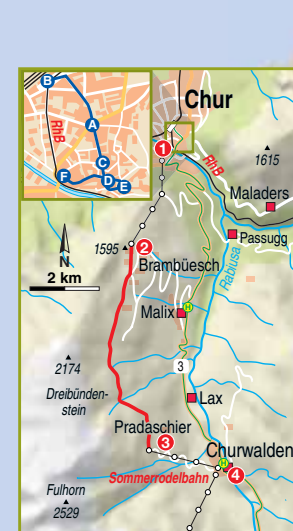 B
RhB
A
C
F
D
E
Chur
1
RhB
1615
Maladers
N
2 km
1595
2
Passugg
Brambüesch
Rabiusa
Malix
H
3
2174
Dreibünden-
stein
Lax
Pradaschier
3
Churwalden
H
Sommerrodelbahn
4
Fulhorn
2529